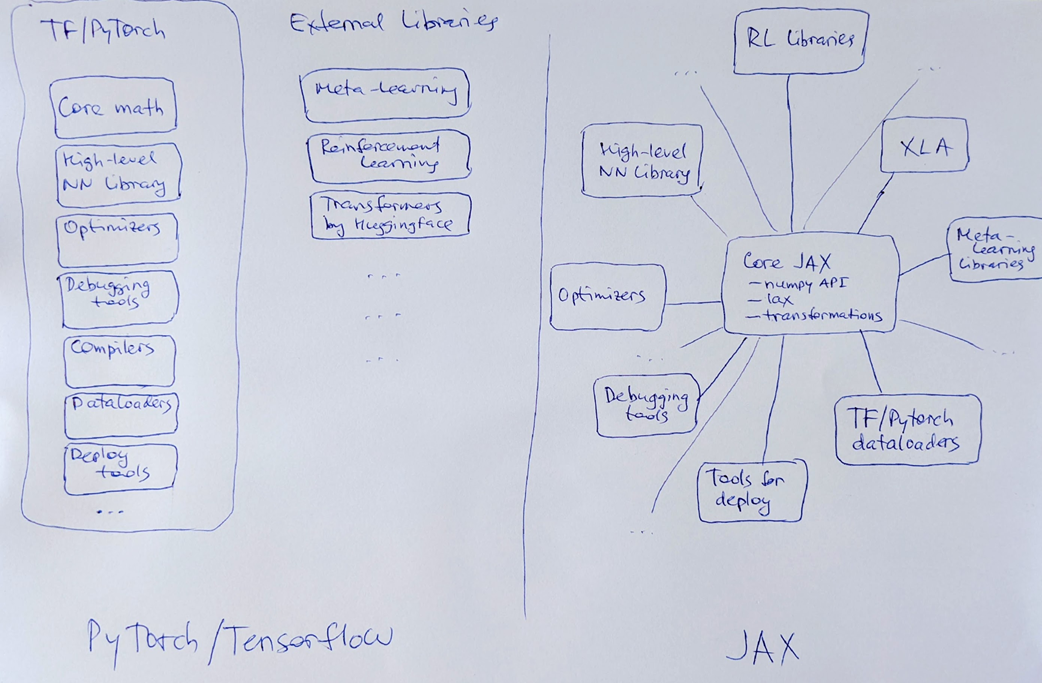 TF/PyTorch
Core math
High-level
NN Library
Optimizers
Debugging
tools
Compilers
Dataloaders
Deploy
tools
...
External Libraries
Meta-learning
Reinforcement
Learning
Transformers
by Huggingface
...
...
...
PyTorch/Tensorflow
RL Libraries
...
...
High-level
NN Library
XLA
Meta-
Learning
Libraries
Core JAX
- numpy API
- lax
- transformations
Optimizers
...
...
Debugging
tools
TF/Pytorch
dataloaders
Tools for
deploy
...
JAX